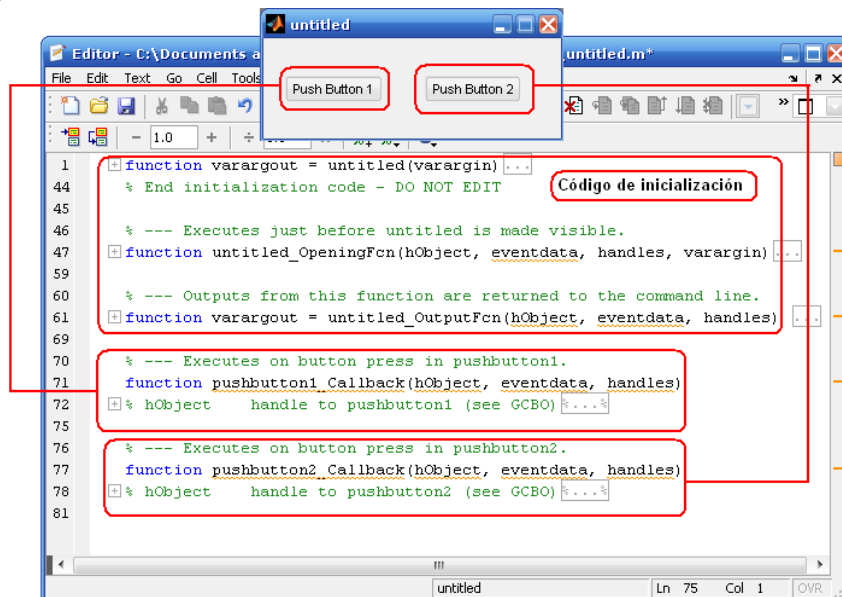 untitled
Editor - C:\Documents a
_untitled.m*
File Edit Text Go Cell Tools
Push Button 1
Push Button 2
1.0
1 function varargout = untitled(varargin) ...
44 % End initialization code - DO NOT EDIT
Código de inicialización
45
46 % --- Executes just before untitled is made visible.
47 function untitled_OpeningFcn(hObject, eventdata, handles, varargin) ...
59
60 % --- Outputs from this function are returned to the command line.
61 function varargout = untitled_OutputFcn(hObject, eventdata, handles) ...
69
70 % --- Executes on button press in pushbutton1.
71 function pushbutton1_Callback(hObject, eventdata, handles)
72 % hObject handle to pushbutton1 (see GCBO) %...%
75
76 % --- Executes on button press in pushbutton2.
77 function pushbutton2_Callback(hObject, eventdata, handles)
78 % hObject handle to pushbutton2 (see GCBO) %...%
81
untitled
Ln 75 Col 1 OVR